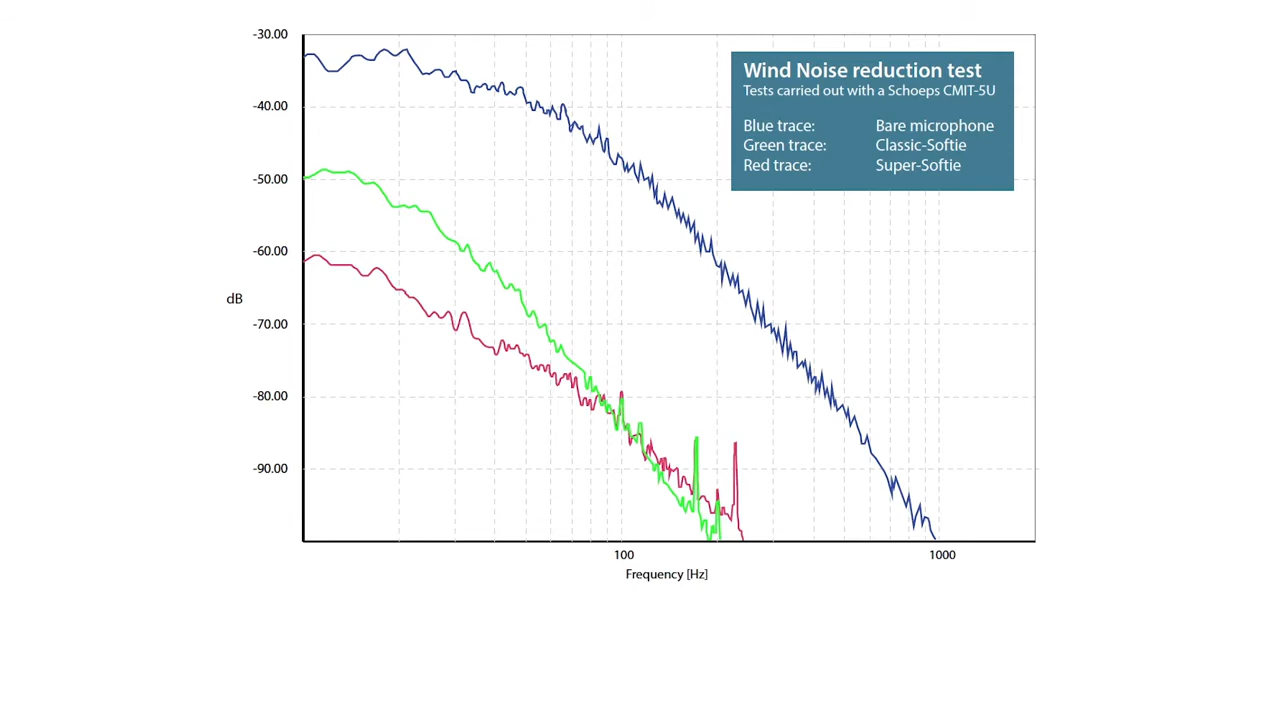 -30.00
-40.00
-50.00
-60.00
-70.00
-80.00
-90.00
dB
Wind Noise reduction test
Tests carried out with a Schoeps CMIT-5U
Blue trace: Bare microphone
Green trace: Classic-Softie
Red trace: Super-Softie
100 1000
Frequency [Hz]